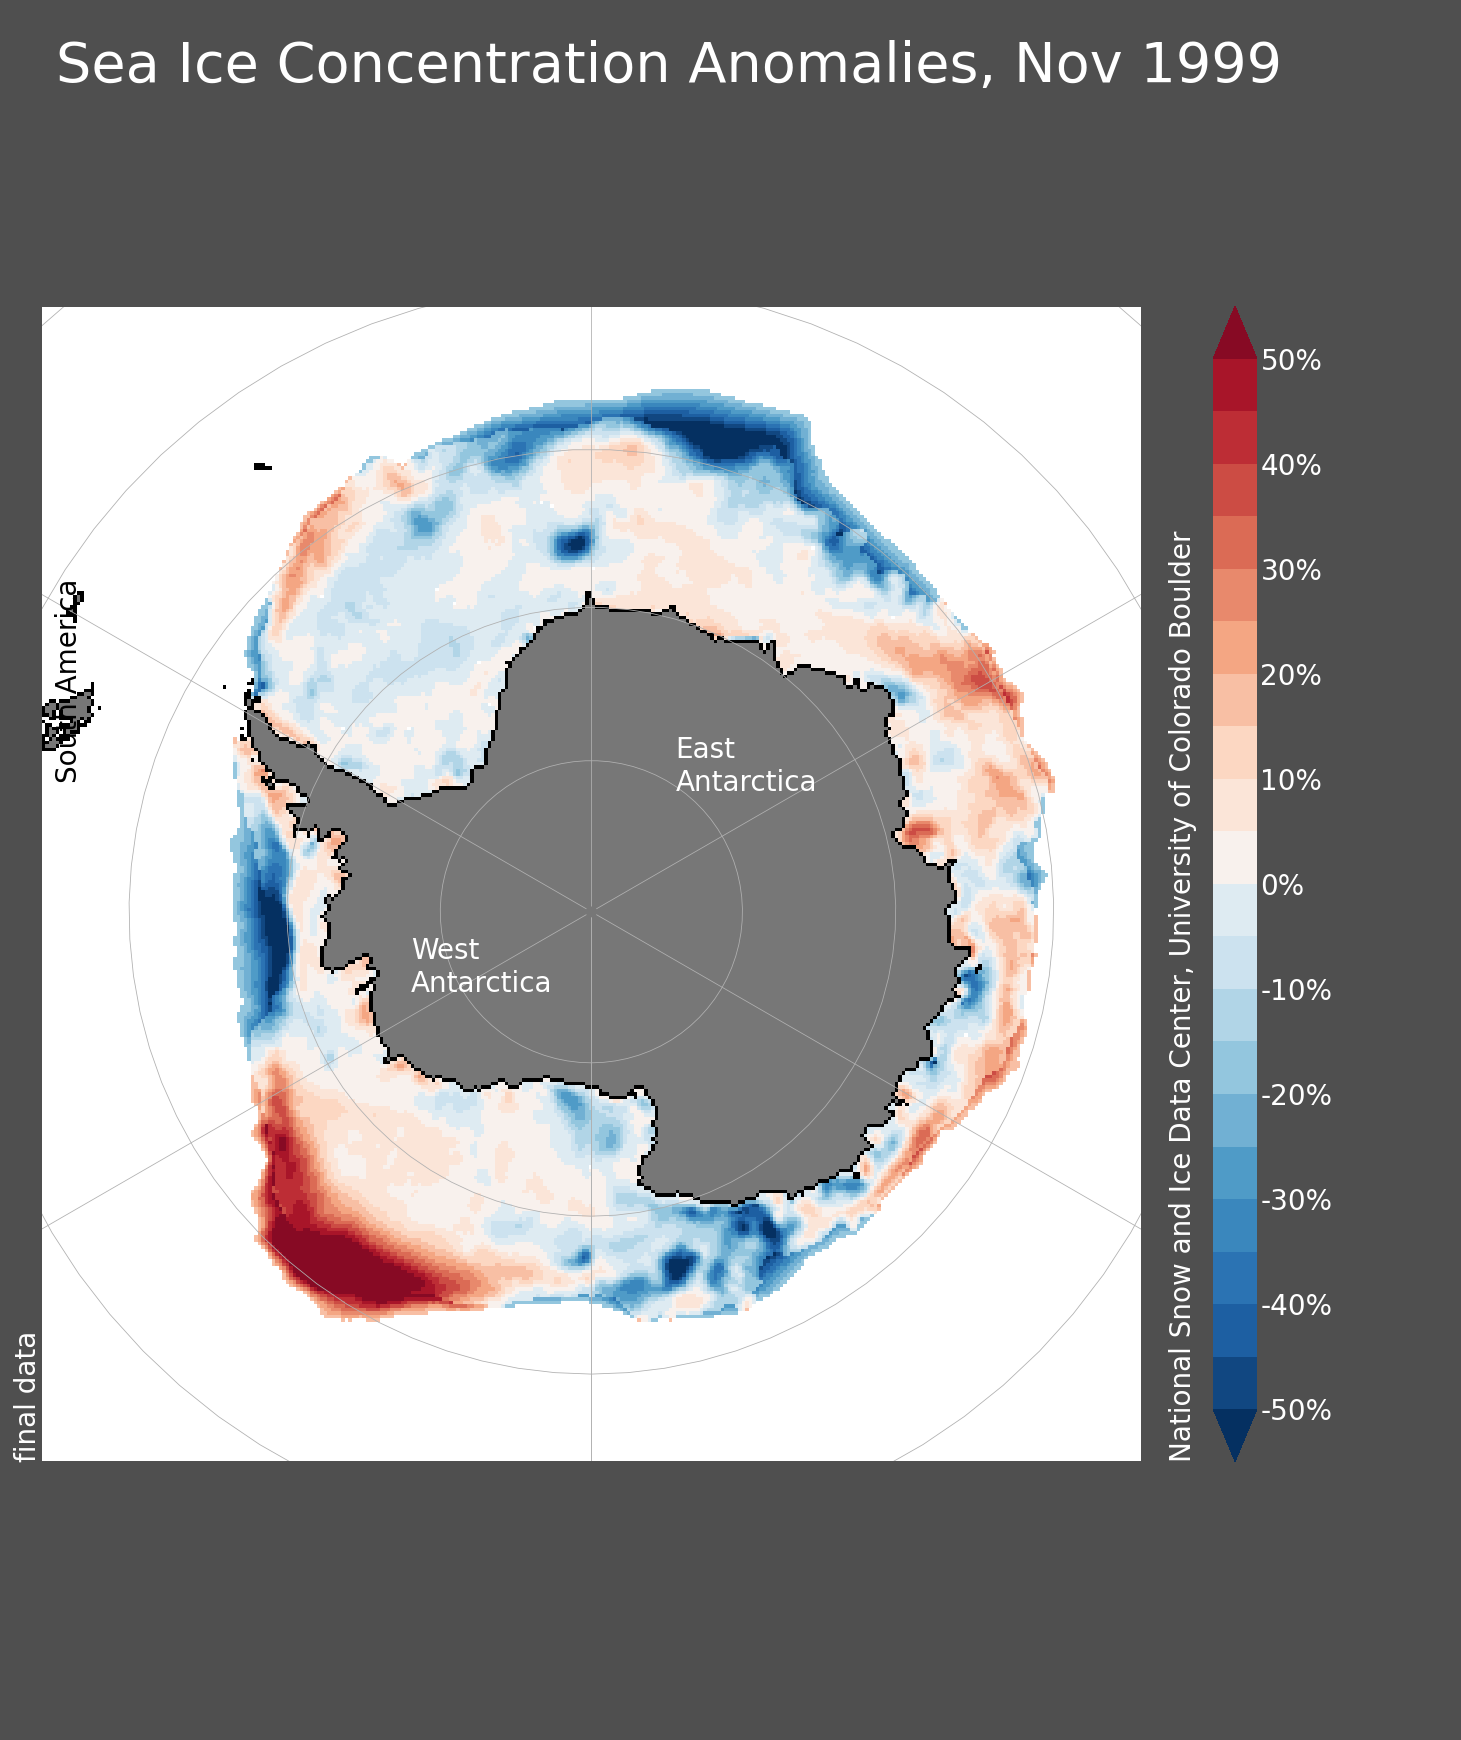 Sea Ice Concentration Anomalies, Nov 1999
South America
East
Antarctica
West
Antarctica
final data
National Snow and Ice Data Center, University of Colorado Boulder
50%
40%
30%
20%
10%
0%
-10%
-20%
-30%
-40%
-50%